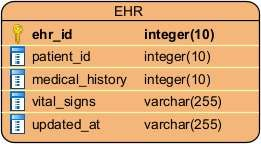 EHR
ehr_id integer(10)
patient_id integer(10)
medical_history integer(10)
vital_signs varchar(255)
updated_at varchar(255)